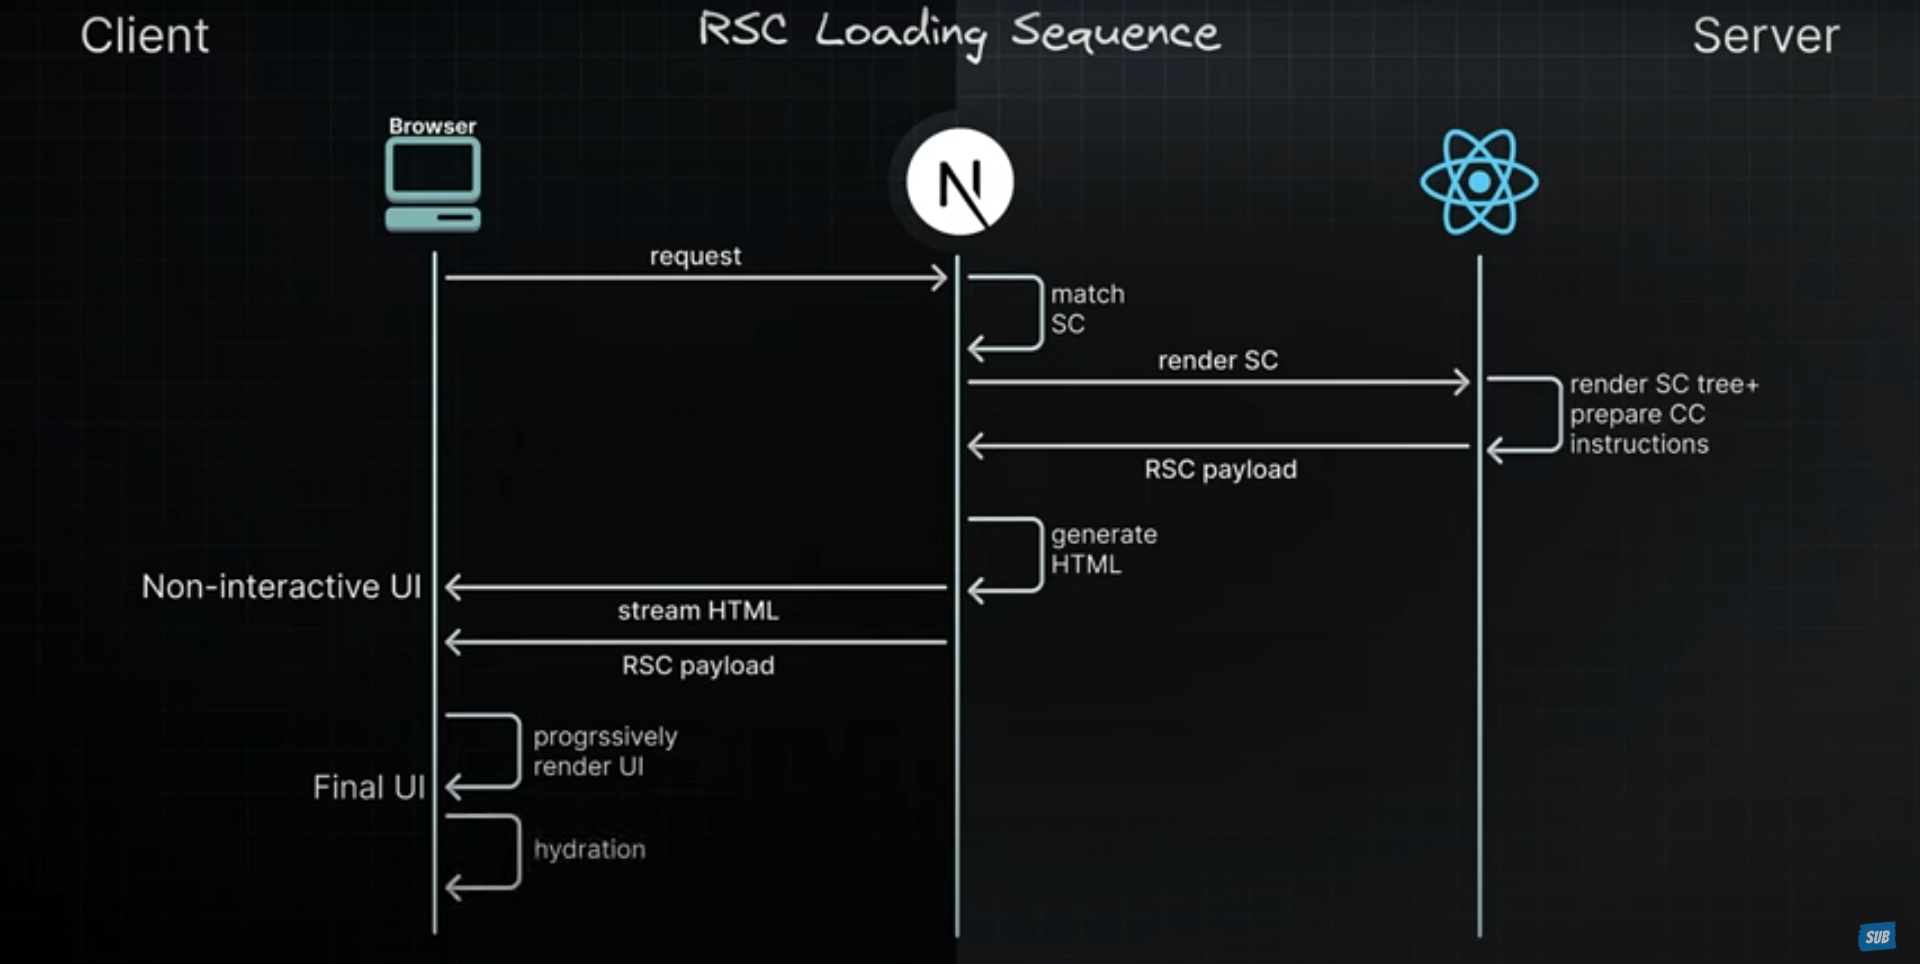 Client
RSC Loading Sequence
Server
Browser
request
match
SC
render SC
render SC tree+
prepare CC
instructions
RSC payload
generate
HTML
Non-interactive UI
stream HTML
RSC payload
progrssively
render UI
Final UI
hydration
SUB